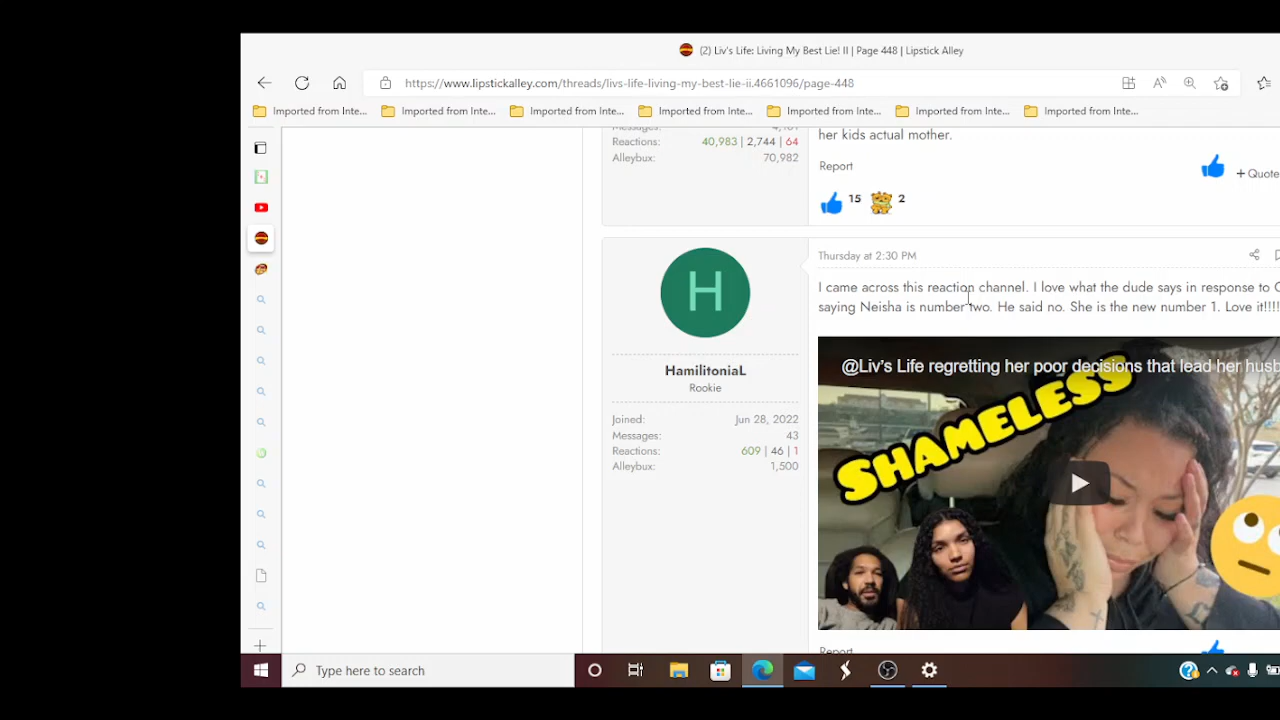 (2) Liv's Life: Living My Best Lie! II | Page 448 | Lipstick Alley
https://www.lipstickalley.com/threads/livs-life-living-my-best-lie-ii.4661096/page-448
Imported from Inte... Imported from Inte... Imported from Inte... Imported from Inte... Imported from Inte... Imported from Inte... Imported from Inte...
Messages:
Reactions: 40,983 | 2,744 | 64
Alleybux: 70,982
her kids actual mother.
Report
+ Quote
15 2
H
HamilitoniaL
Rookie
Joined: Jun 28, 2022
Messages: 43
Reactions: 609 | 46 | 1
Alleybux: 1,500
Thursday at 2:30 PM
I came across this reaction channel. I love what the dude says in response to
saying Neisha is number two. He said no. She is the new number 1. Love it!!!!
@Liv's Life regretting her poor decisions that lead her husb
SHAMELESS
Report
Type here to search